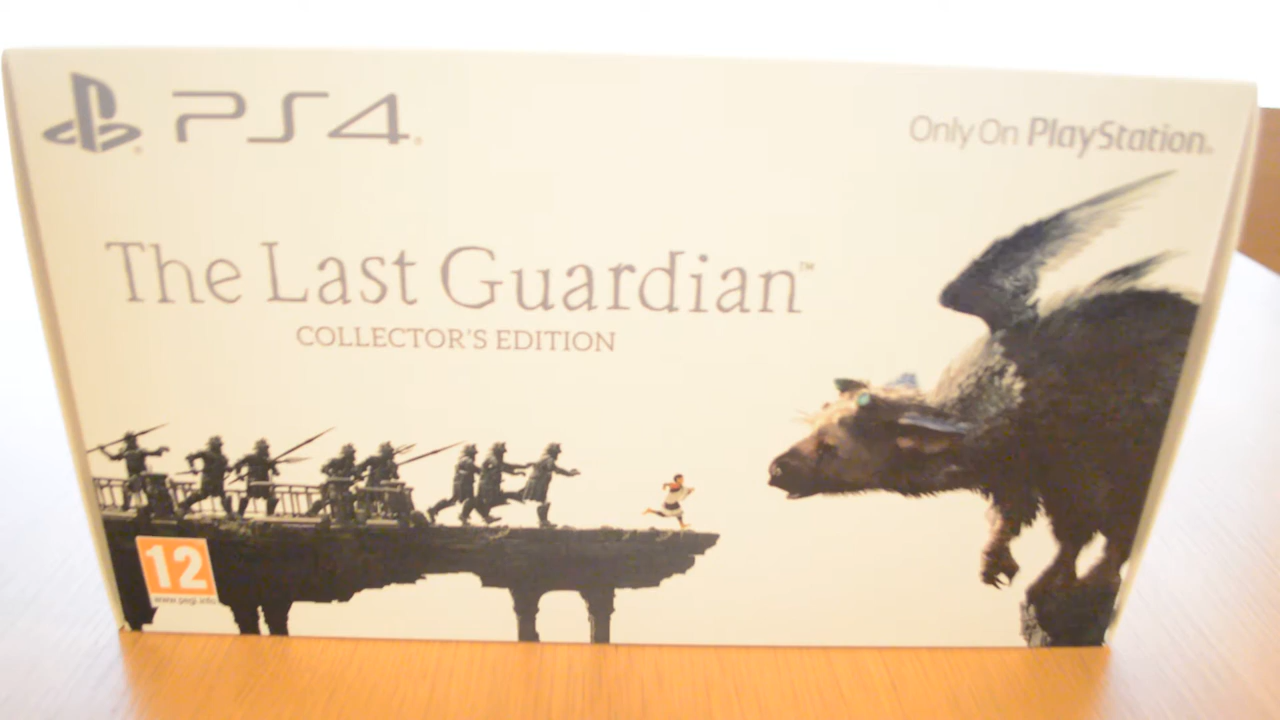 PS4
Only On PlayStation
The Last Guardian™
COLLECTOR'S EDITION
12
www.pegi.info